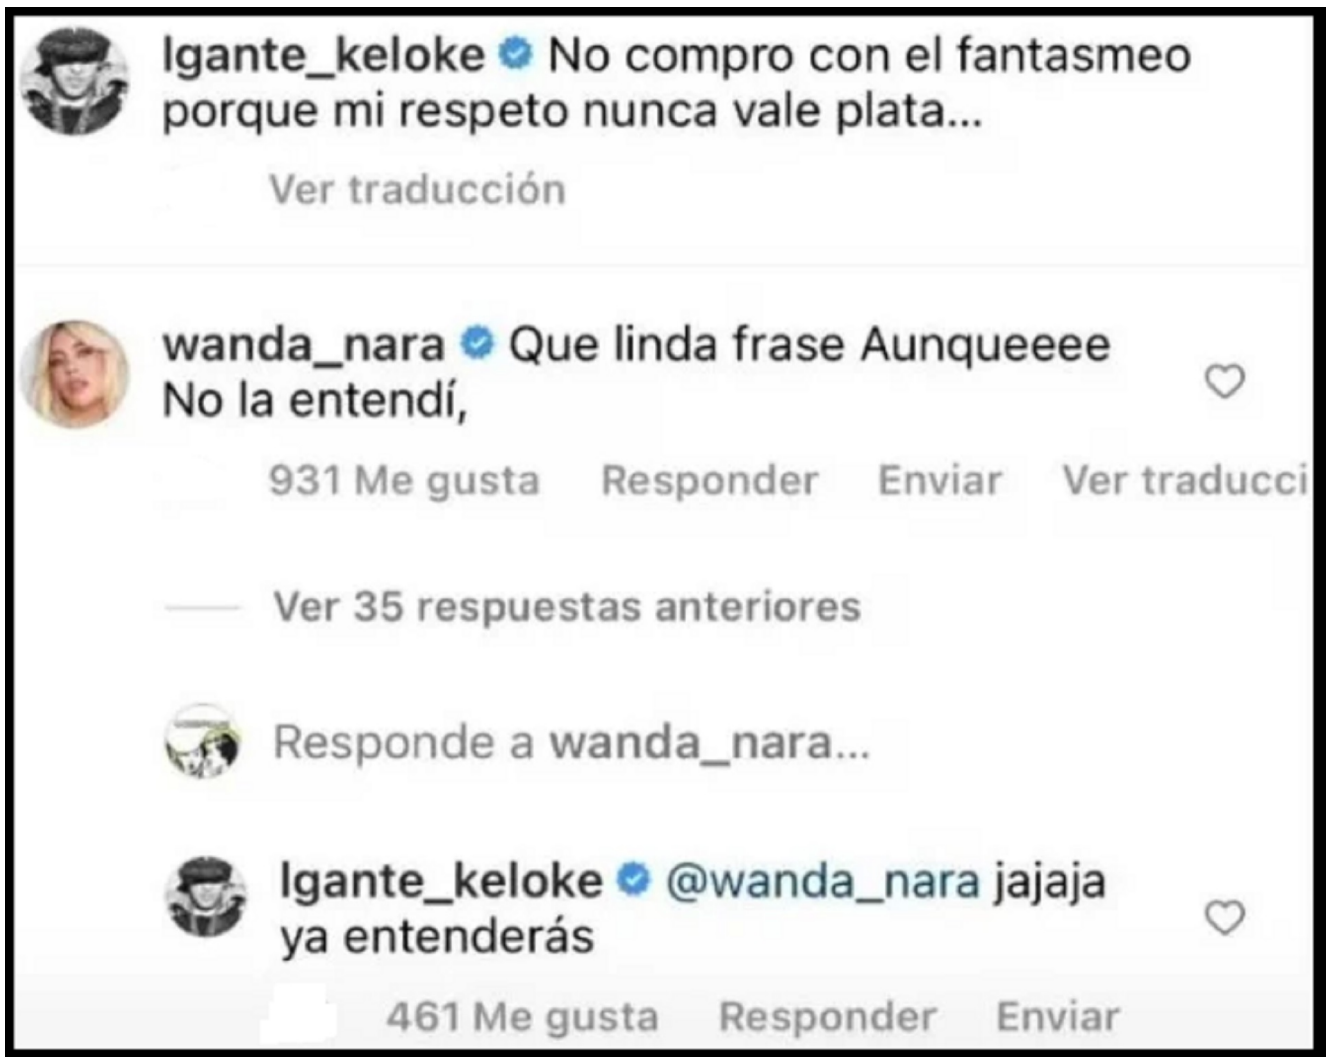 lgante_keloke No compro con el fantasmeo
porque mi respeto nunca vale plata...
Ver traducción
wanda_nara Que linda frase Aunqueeee
No la entendí,
931 Me gusta Responder Enviar Ver traducci
Ver 35 respuestas anteriores
Responde a wanda_nara...
lgante_keloke @wanda_nara jajaja
ya entenderás
461 Me gusta Responder Enviar